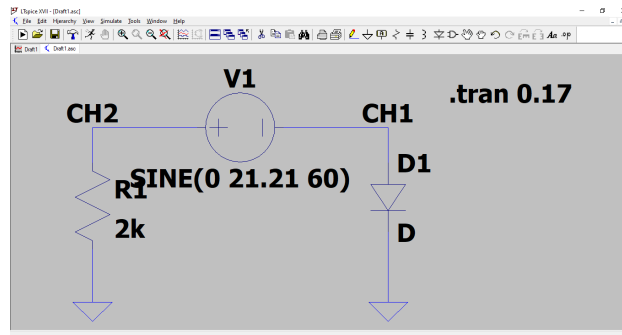 LTspice XVII - [Draft1.asc]
File Edit Hierarchy View Simulate Tools Window Help
Draft1 Draft1.asc
V1
CH2
CH1
.tran 0.17
D1
SINE(0 21.21 60)
R1
2k
D